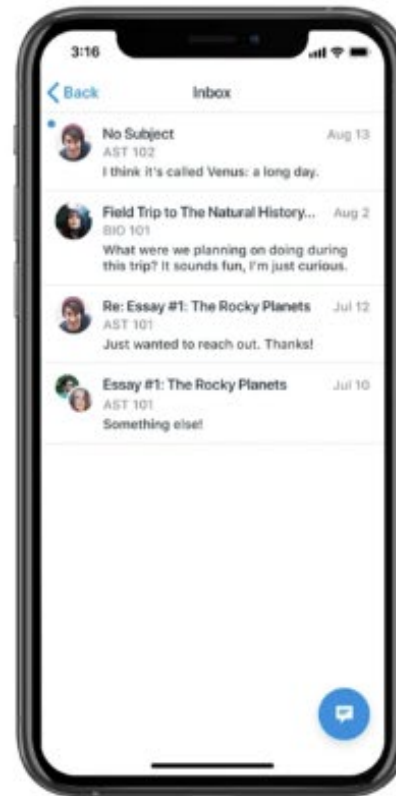 3:16
Back
Inbox
No Subject
Aug 13
AST 102
I think it's called Venus: a long day.
Field Trip to The Natural History...
Aug 2
BIO 101
What were we planning on doing during
this trip? It sounds fun, I'm just curious.
Re: Essay #1: The Rocky Planets
Jul 12
AST 101
Just wanted to reach out. Thanks!
Essay #1: The Rocky Planets
Jul 10
AST 101
Something else!